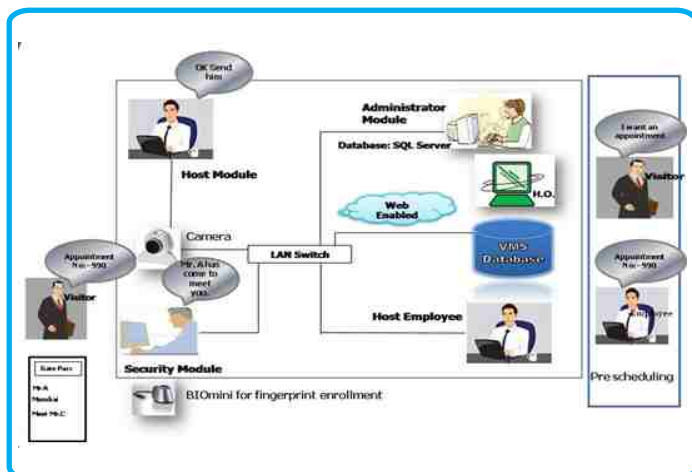 OK Send
him
Administrator
Module
Database: SQL Server
I want an
appointment.
Visitor
Host Module
H.O.
Web
Enabled
Camera
LAN Switch
VMS
Database
Appointment
No:-990
Visitor
Mr. A has
come to
meet
you.
Appointment
No:-990
Employee
Host Employee
Security Module
Pre scheduling
Gate Pass
Mr.A
Mumbai
Meet Mr.C
BIOmini for fingerprint enrollment